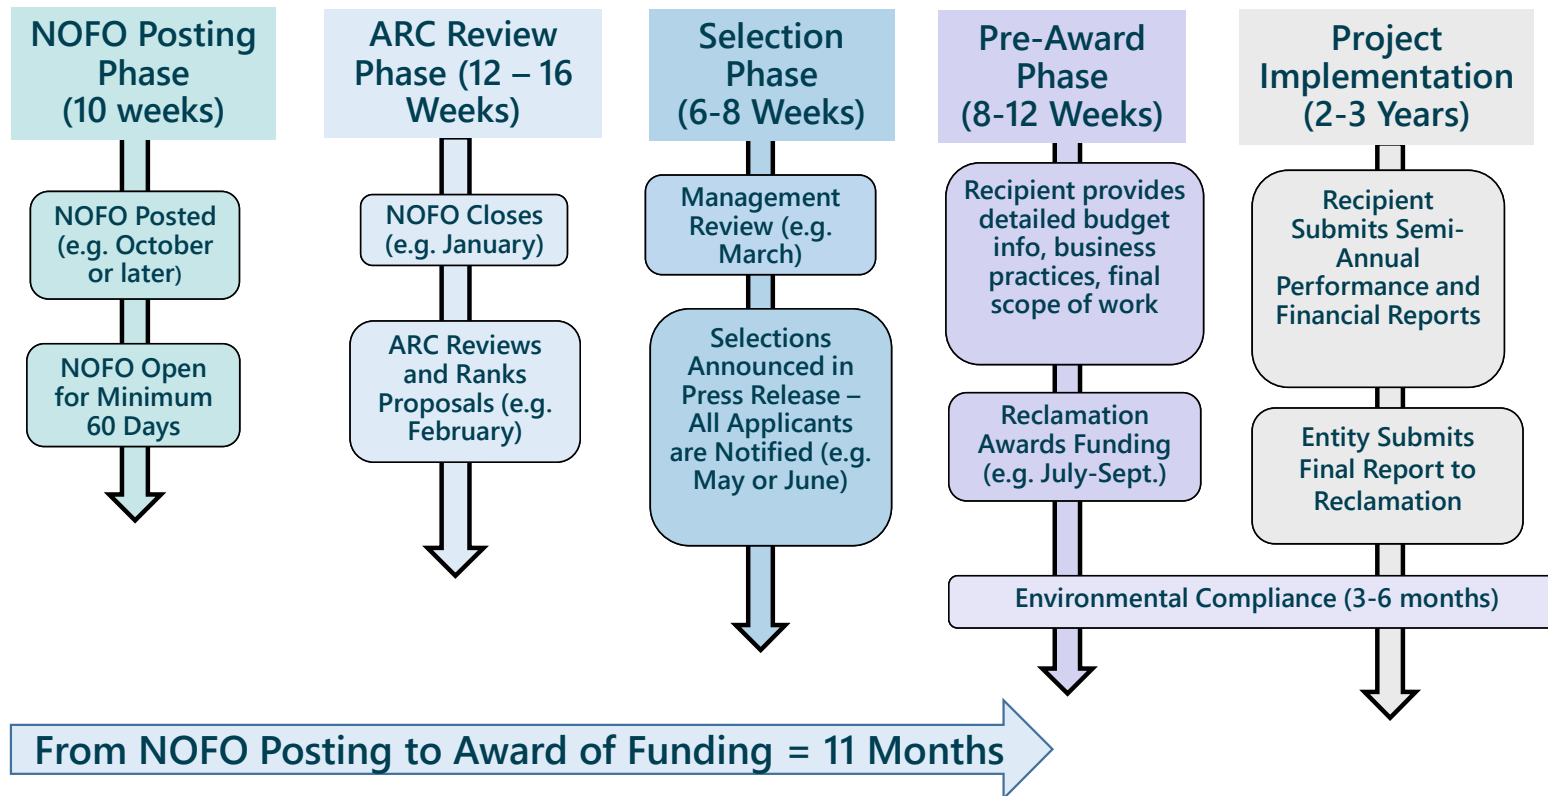 NOFO Posting
Phase
(10 weeks)
NOFO Posted
(e.g. October
or later)
NOFO Open
for Minimum
60 Days
ARC Review
Phase (12 – 16
Weeks)
NOFO Closes
(e.g. January)
ARC Reviews
and Ranks
Proposals (e.g.
February)
Selection
Phase
(6-8 Weeks)
Management
Review (e.g.
March)
Selections
Announced in
Press Release –
All Applicants
are Notified (e.g.
May or June)
Pre-Award
Phase
(8-12 Weeks)
Recipient provides
detailed budget
info, business
practices, final
scope of work
Reclamation
Awards Funding
(e.g. July-Sept.)
Project
Implementation
(2-3 Years)
Recipient
Submits Semi-
Annual
Performance and
Financial Reports
Entity Submits
Final Report to
Reclamation
Environmental Compliance (3-6 months)
From NOFO Posting to Award of Funding = 11 Months